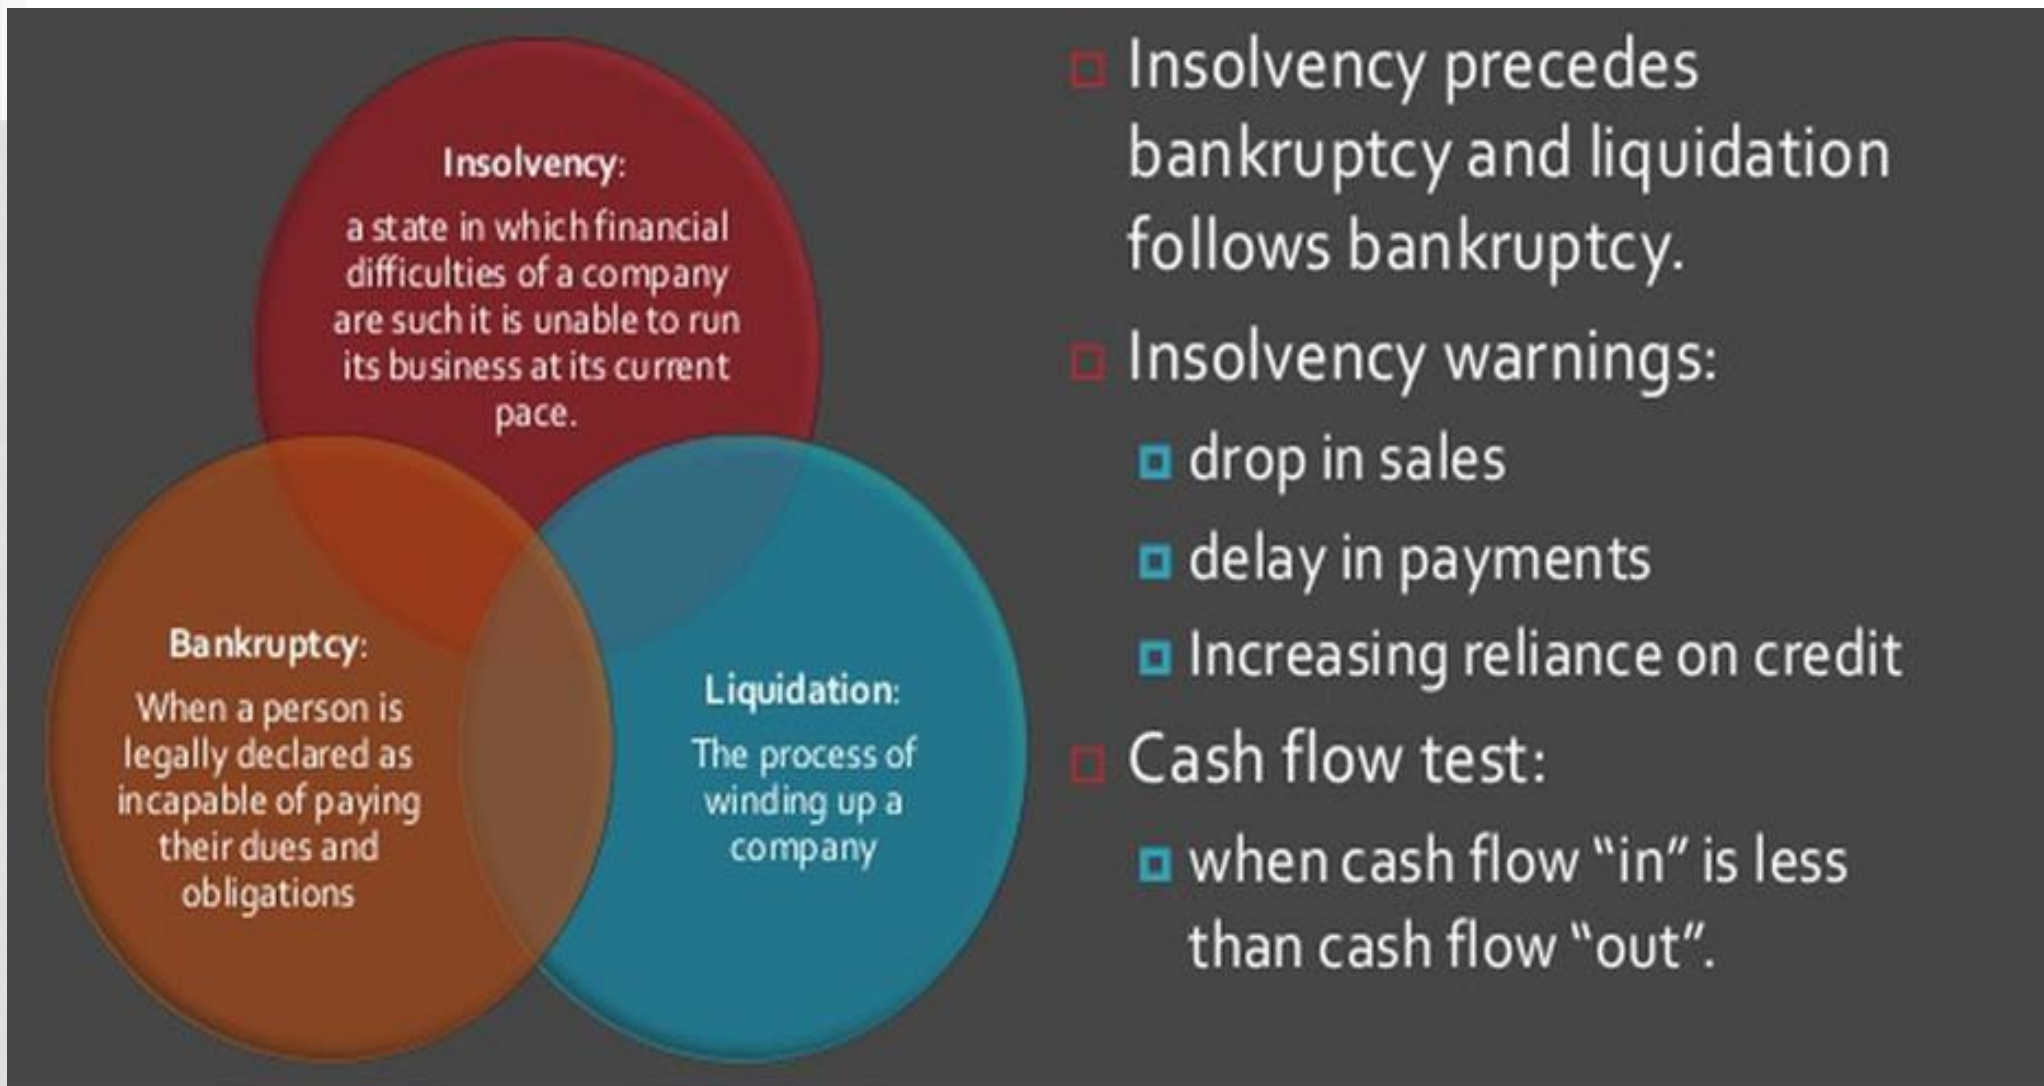 Insolvency:
a state in which financial
difficulties of a company
are such it is unable to run
its business at its current
pace.
Bankruptcy:
When a person is
legally declared as
incapable of paying
their dues and
obligations
Liquidation:
The process of
winding up a
company
Insolvency precedes
bankruptcy and liquidation
follows bankruptcy.
Insolvency warnings:
drop in sales
delay in payments
Increasing reliance on credit
Cash flow test:
when cash flow “in” is less
than cash flow “out”.